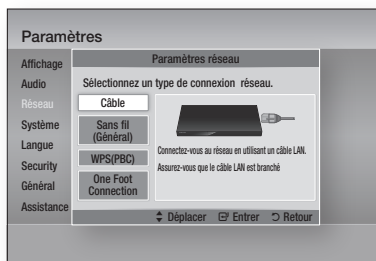 Paramètres
Affichage
Audio
Réseau
Système
Langue
Security
Général
Assistance
Paramètres réseau
Sélectionnez un type de connexion réseau.
Câble
Sans fil
(Général)
WPS(PBC)
One Foot
Connection
Connectez-vous au réseau en utilisant un câble LAN.
Assurez-vous que le câble LAN est branché
Déplacer Entrer Retour